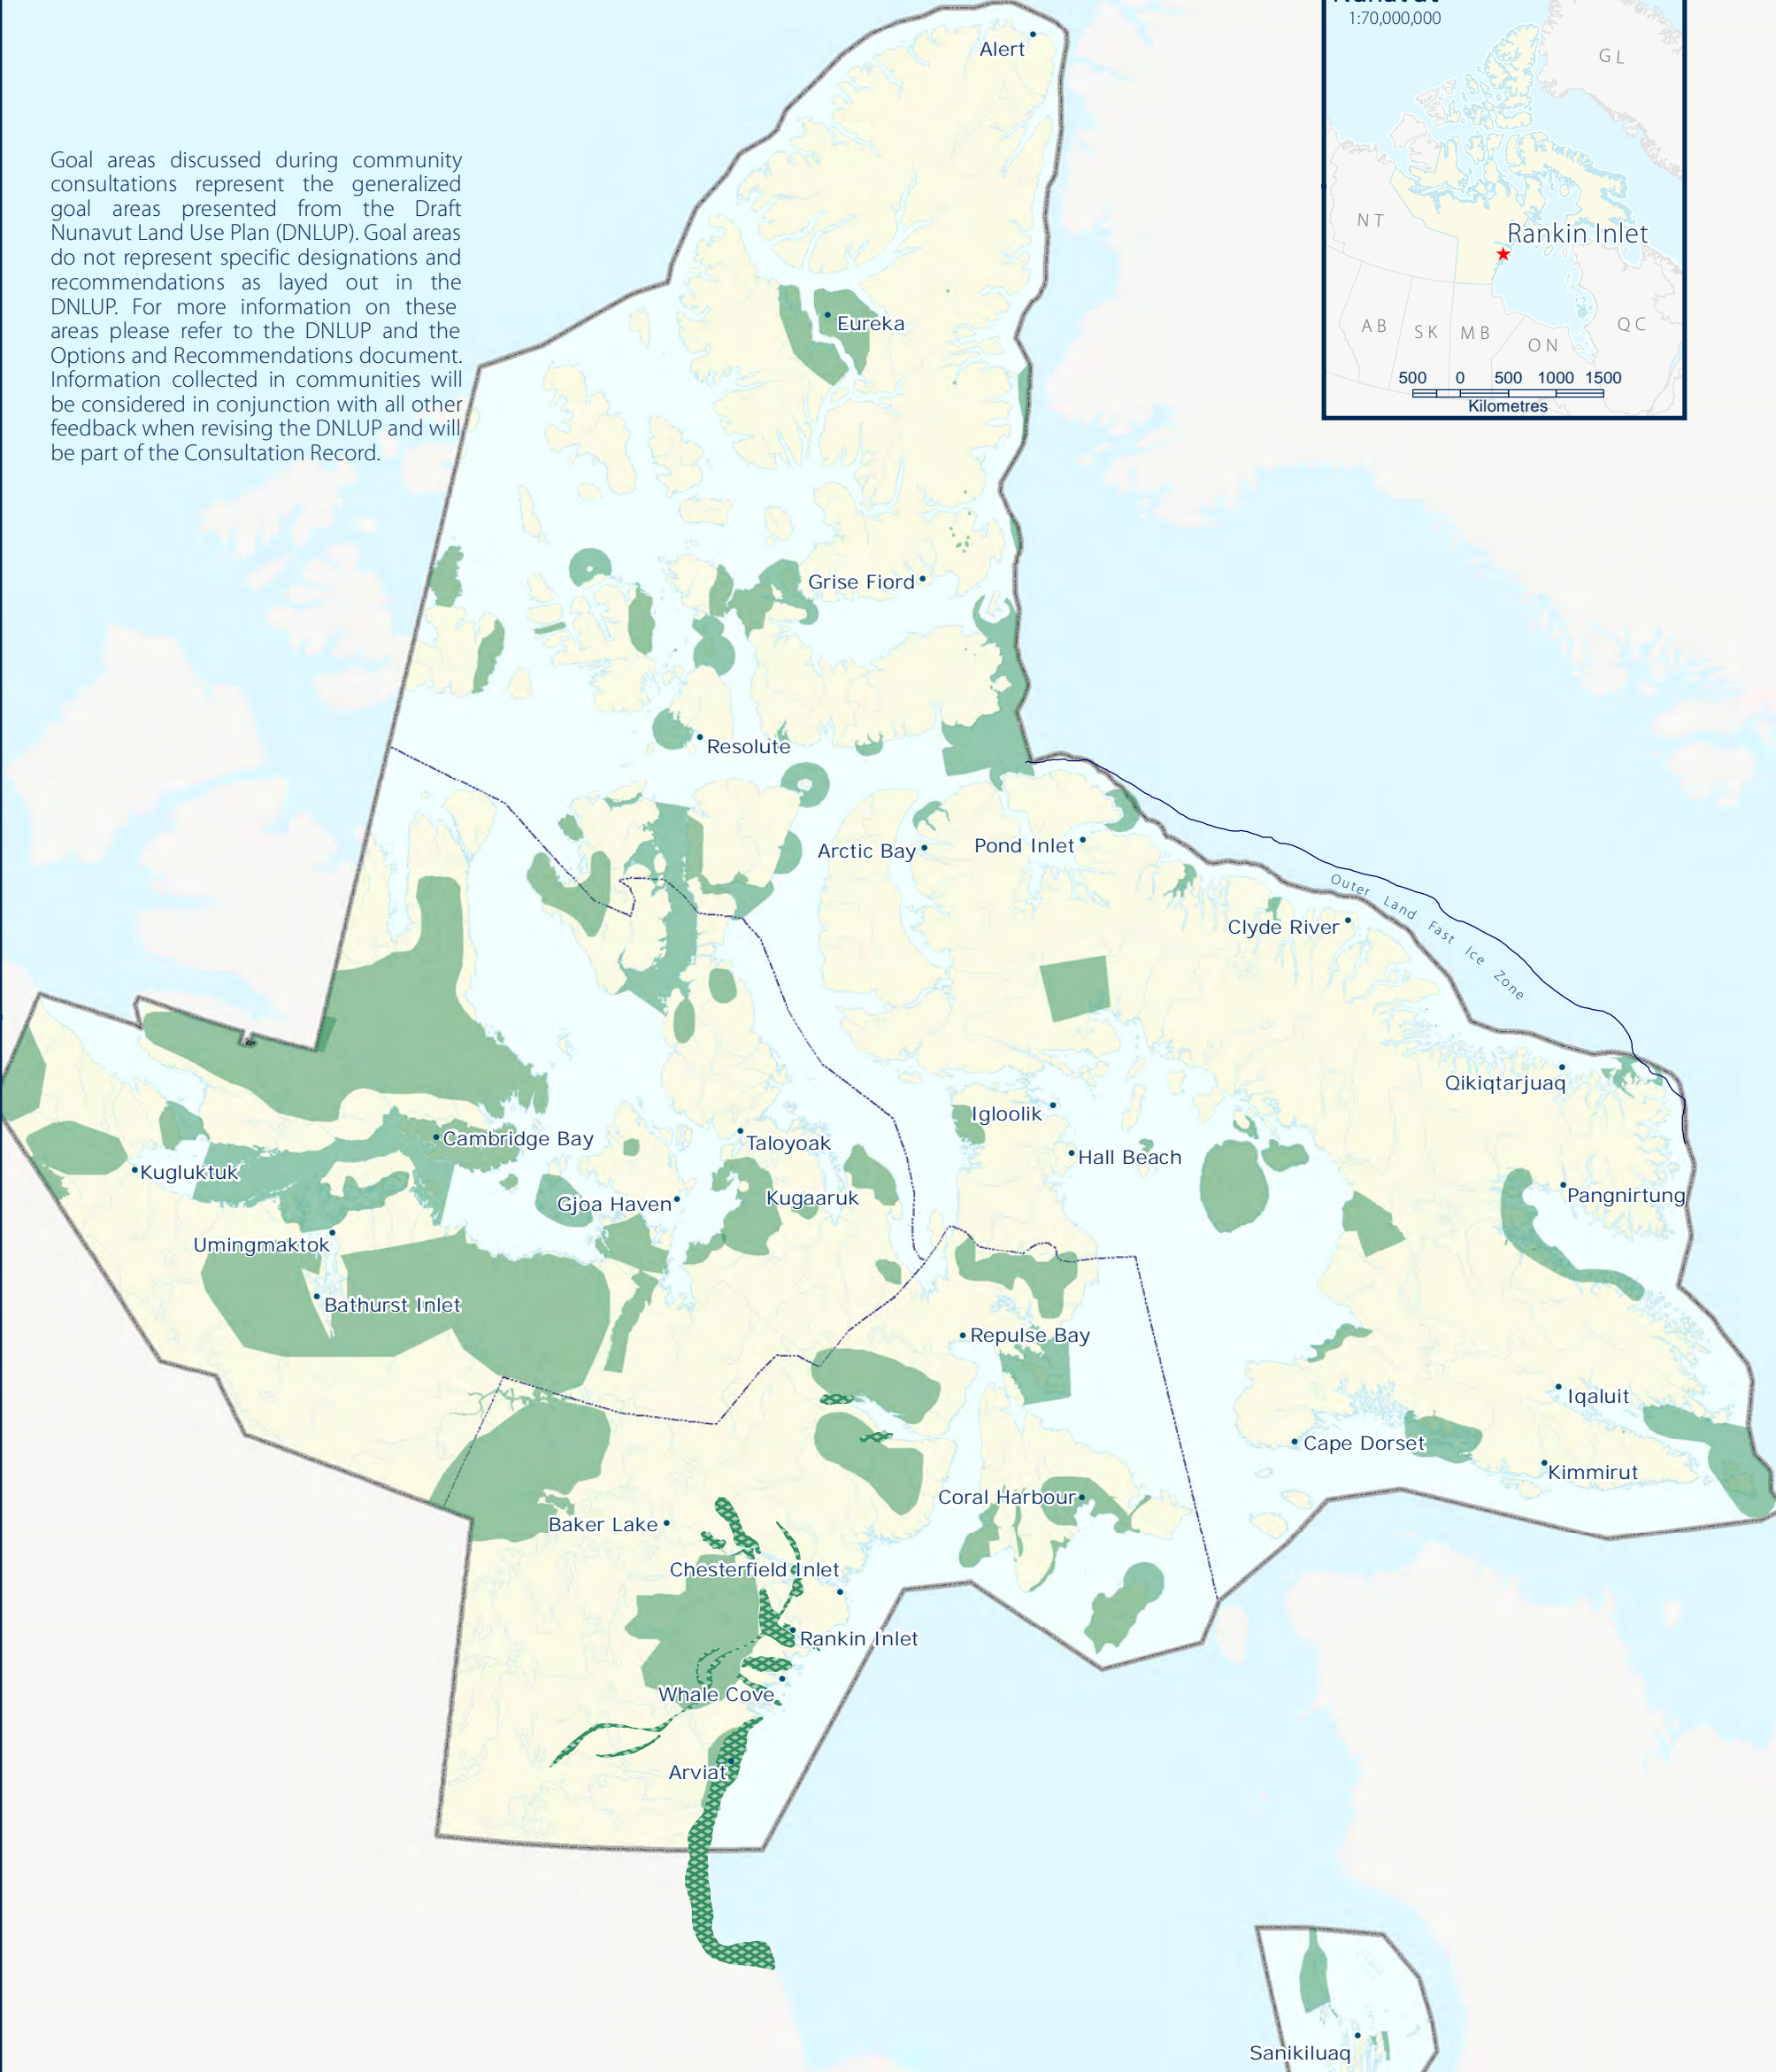 Nunavut
1:70,000,000
GL
NT
Rankin Inlet
AB
SK
MB
ON
QC
500 0 500 1000 1500
Kilometres
Goal areas discussed during community
consultations represent the generalized
goal areas presented from the Draft
Nunavut Land Use Plan (DNLUP). Goal areas
do not represent specific designations and
recommendations as layed out in the
DNLUP. For more information on these
areas please refer to the DNLUP and the
Options and Recommendations document.
Information collected in communities will
be considered in conjunction with all other
feedback when revising the DNLUP and will
be part of the Consultation Record.
Alert
Eureka
Grise Fiord
Resolute
Arctic Bay
Pond Inlet
Clyde River
Outer Land Fast Ice Zone
Qikiqtarjuaq
Igloolik
Hall Beach
Cambridge Bay
Taloyoak
Kugluktuk
Gjoa Haven
Kugaaruk
Pangnirtung
Umingmaktok
Bathurst Inlet
Repulse Bay
Iqaluit
Cape Dorset
Kimmirut
Coral Harbour
Baker Lake
Chesterfield Inlet
Rankin Inlet
Whale Cove
Arviat
Sanikiluaq